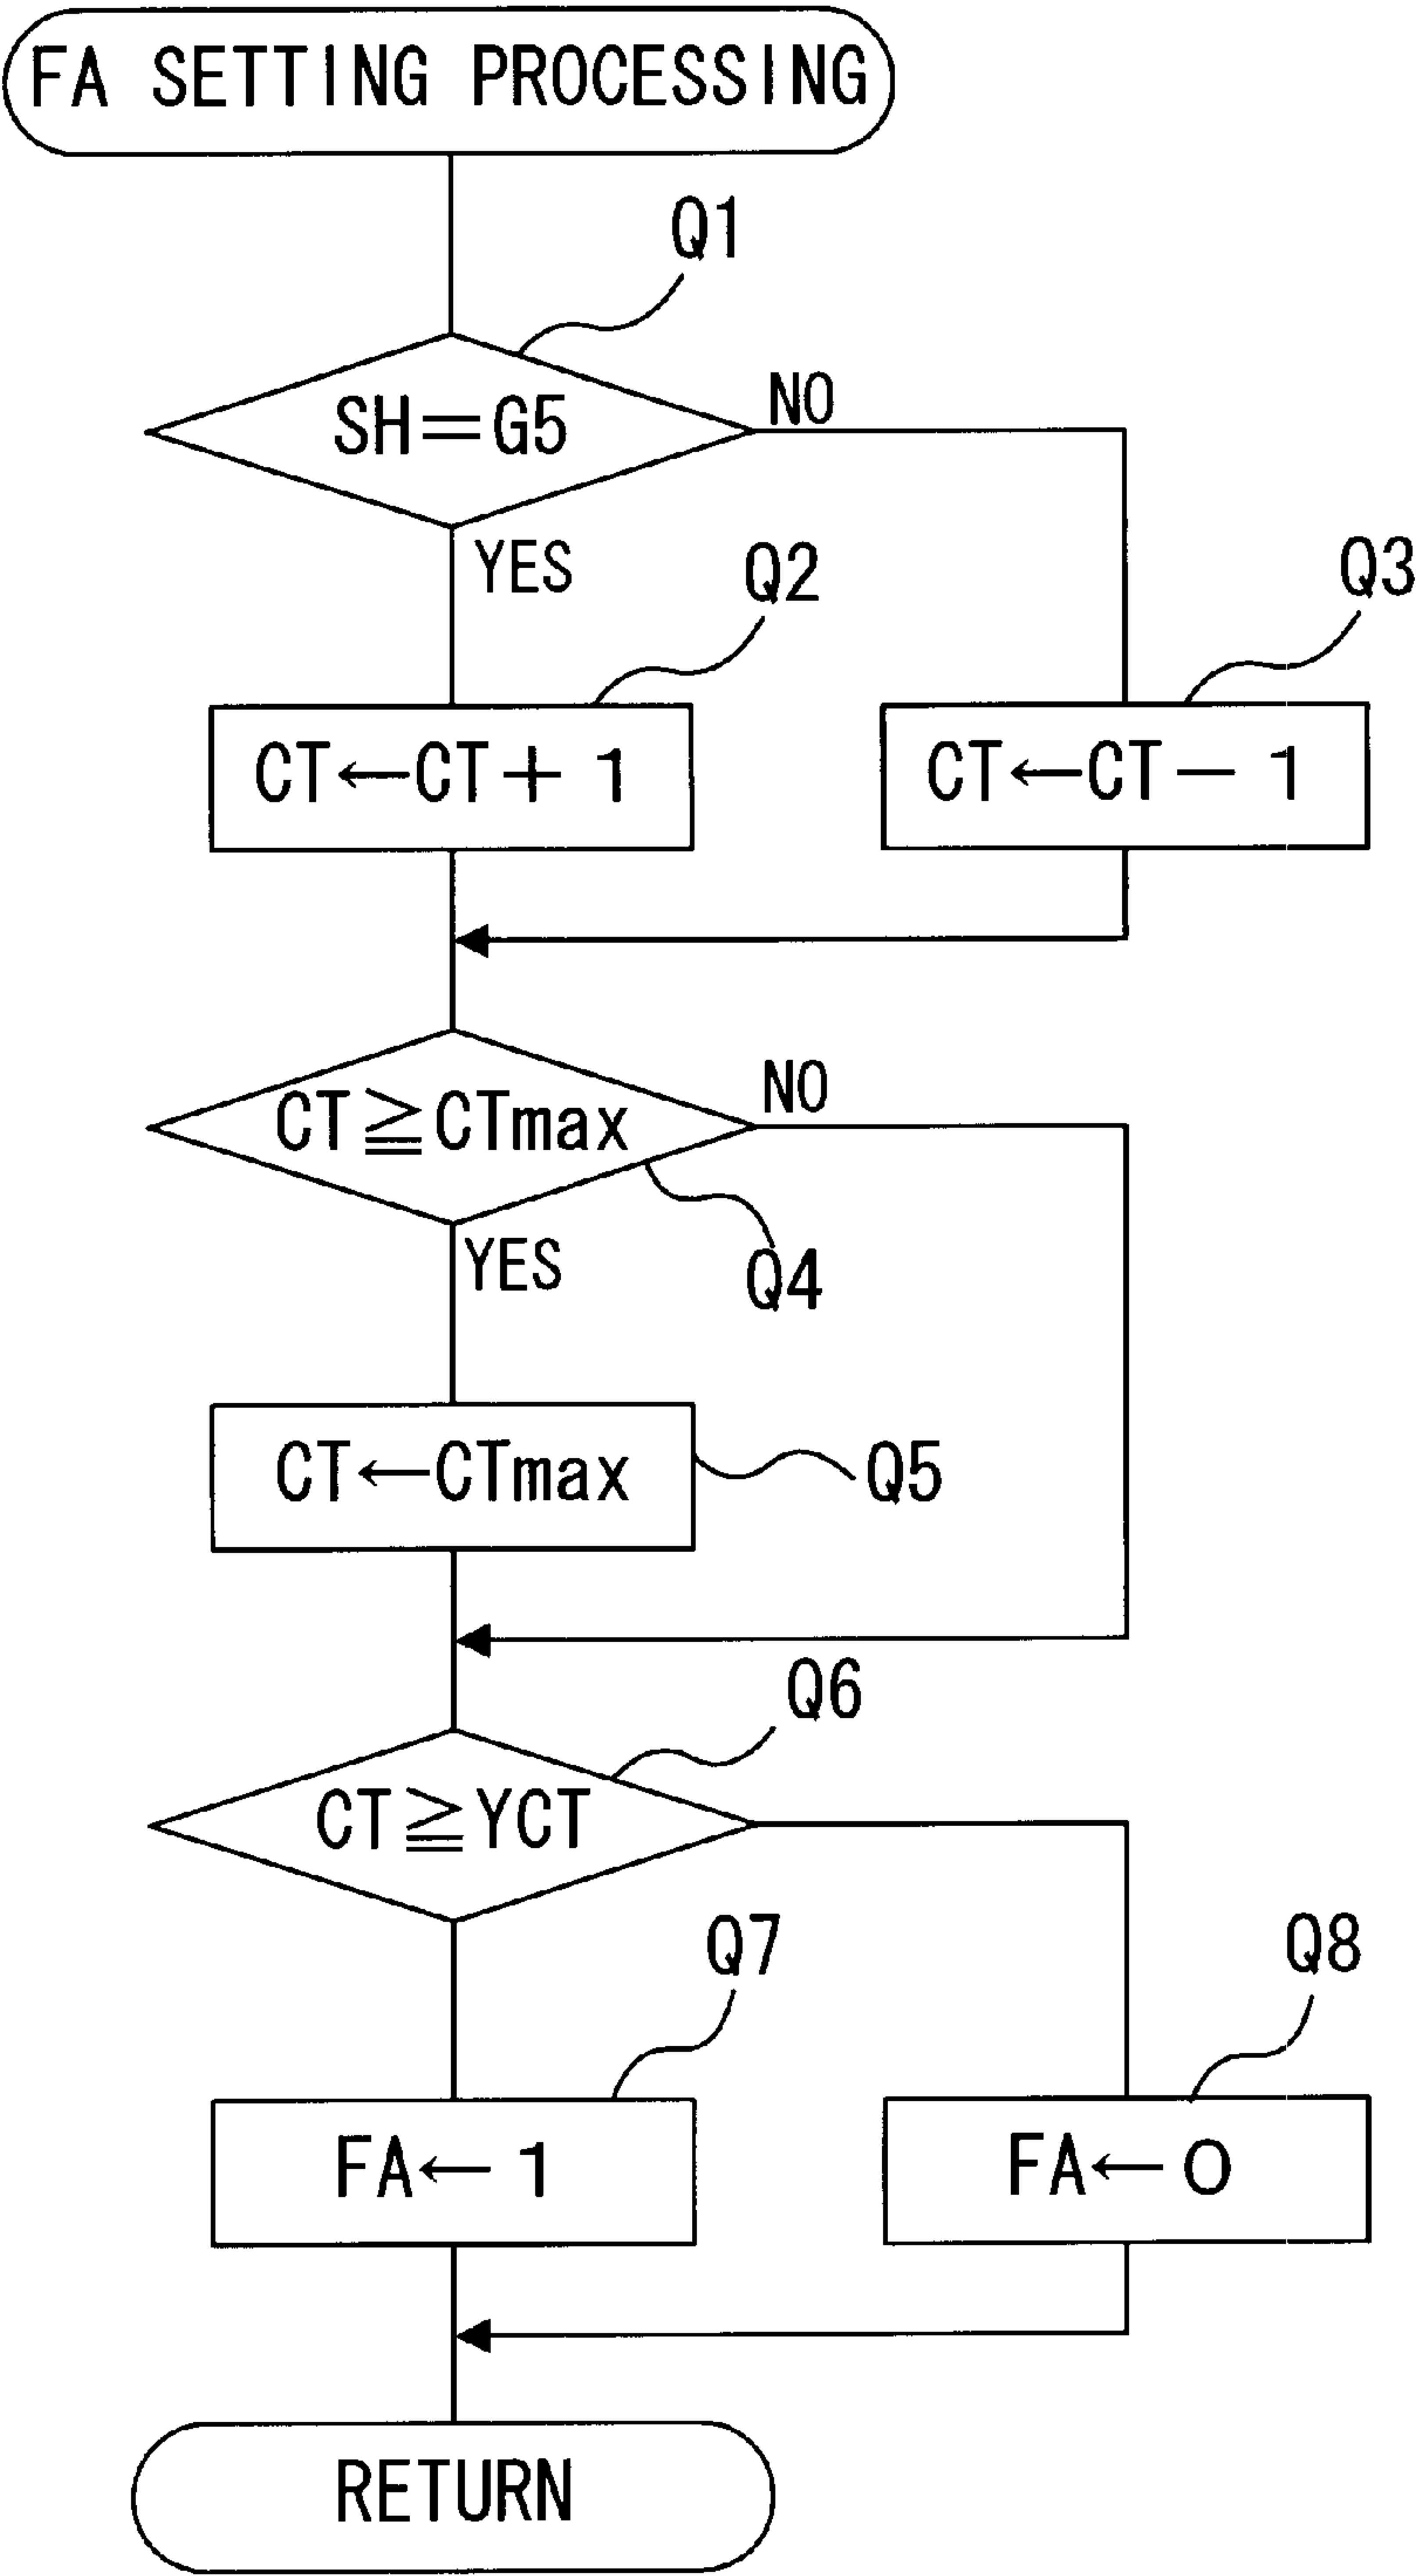 FA SETTING PROCESSING
Q1
SH=G5
NO
YES
Q2
Q3
CT←CT+1
CT←CT−1
CT≧CTmax
NO
YES
Q4
CT←CTmax
Q5
Q6
CT≧YCT
Q7
Q8
FA←1
FA←0
RETURN